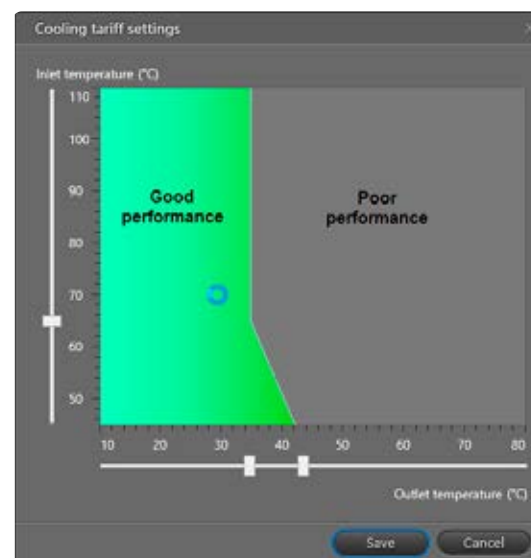 Cooling tariff settings
Inlet temperature (°C)
110
100
90
80
70
60
50
Good
performance
Poor
performance
10 20 30 40 50 60 70 80
Outlet temperature (°C)
Save Cancel